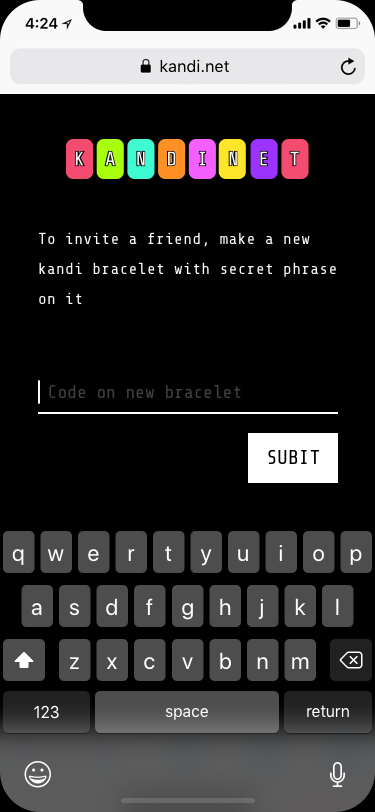 4:24
kandi.net
KANDINET
To invite a friend, make a new
kandi bracelet with secret phrase
on it
Code on new bracelet
SUBIT
q w e r t y u i o p
a s d f g h j k l
z x c v b n m
123 space return